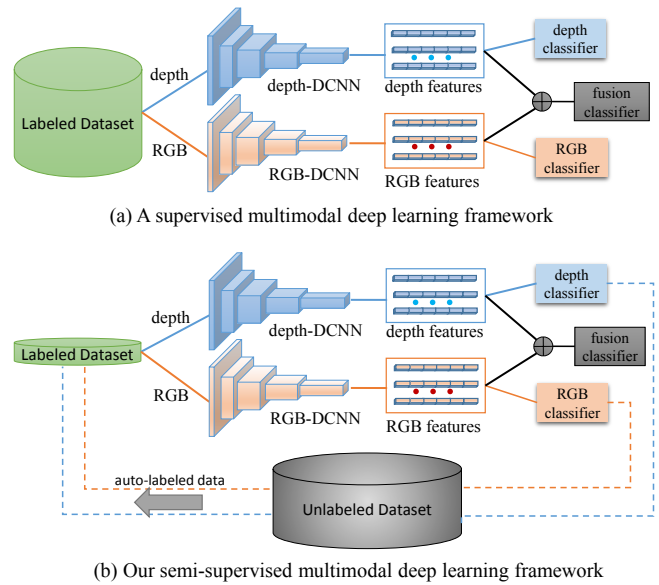 depth
classifier
depth
depth-DCNN
depth features
Labeled Dataset
fusion
classifier
RGB
RGB-DCNN
RGB features
RGB
classifier
(a) A supervised multimodal deep learning framework
depth
classifier
depth
depth-DCNN
depth features
Labeled Dataset
fusion
classifier
RGB
RGB-DCNN
RGB features
RGB
classifier
auto-labeled data
Unlabeled Dataset
(b) Our semi-supervised multimodal deep learning framework